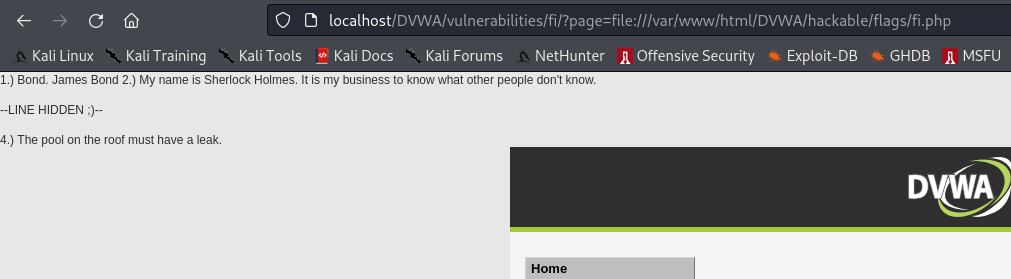 localhost/DVWA/vulnerabilities/fi/?page=file:///var/www/html/DVWA/hackable/flags/fi.php
Kali Linux Kali Training Kali Tools Kali Docs Kali Forums NetHunter Offensive Security Exploit-DB GHDB MSFU
1.) Bond. James Bond 2.) My name is Sherlock Holmes. It is my business to know what other people don't know.
--LINE HIDDEN ;)--
4.) The pool on the roof must have a leak.
DVWA
Home